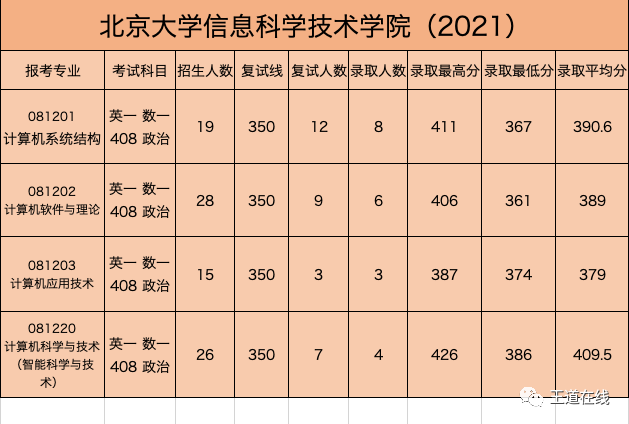 北京大学信息科学技术学院（2021）
报考专业 考试科目 招生人数 复试线 复试人数 录取人数 录取最高分 录取最低分 录取平均分
081201
计算机系统结构
英一 数一
408 政治
19 350 12 8 411 367 390.6
081202
计算机软件与理论
英一 数一
408 政治
28 350 9 6 406 361 389
081203
计算机应用技术
英一 数一
408 政治
15 350 3 3 387 374 379
081220
计算机科学与技术
（智能科学与技
术）
英一 数一
408 政治
26 350 7 4 426 386 409.5
王道在线